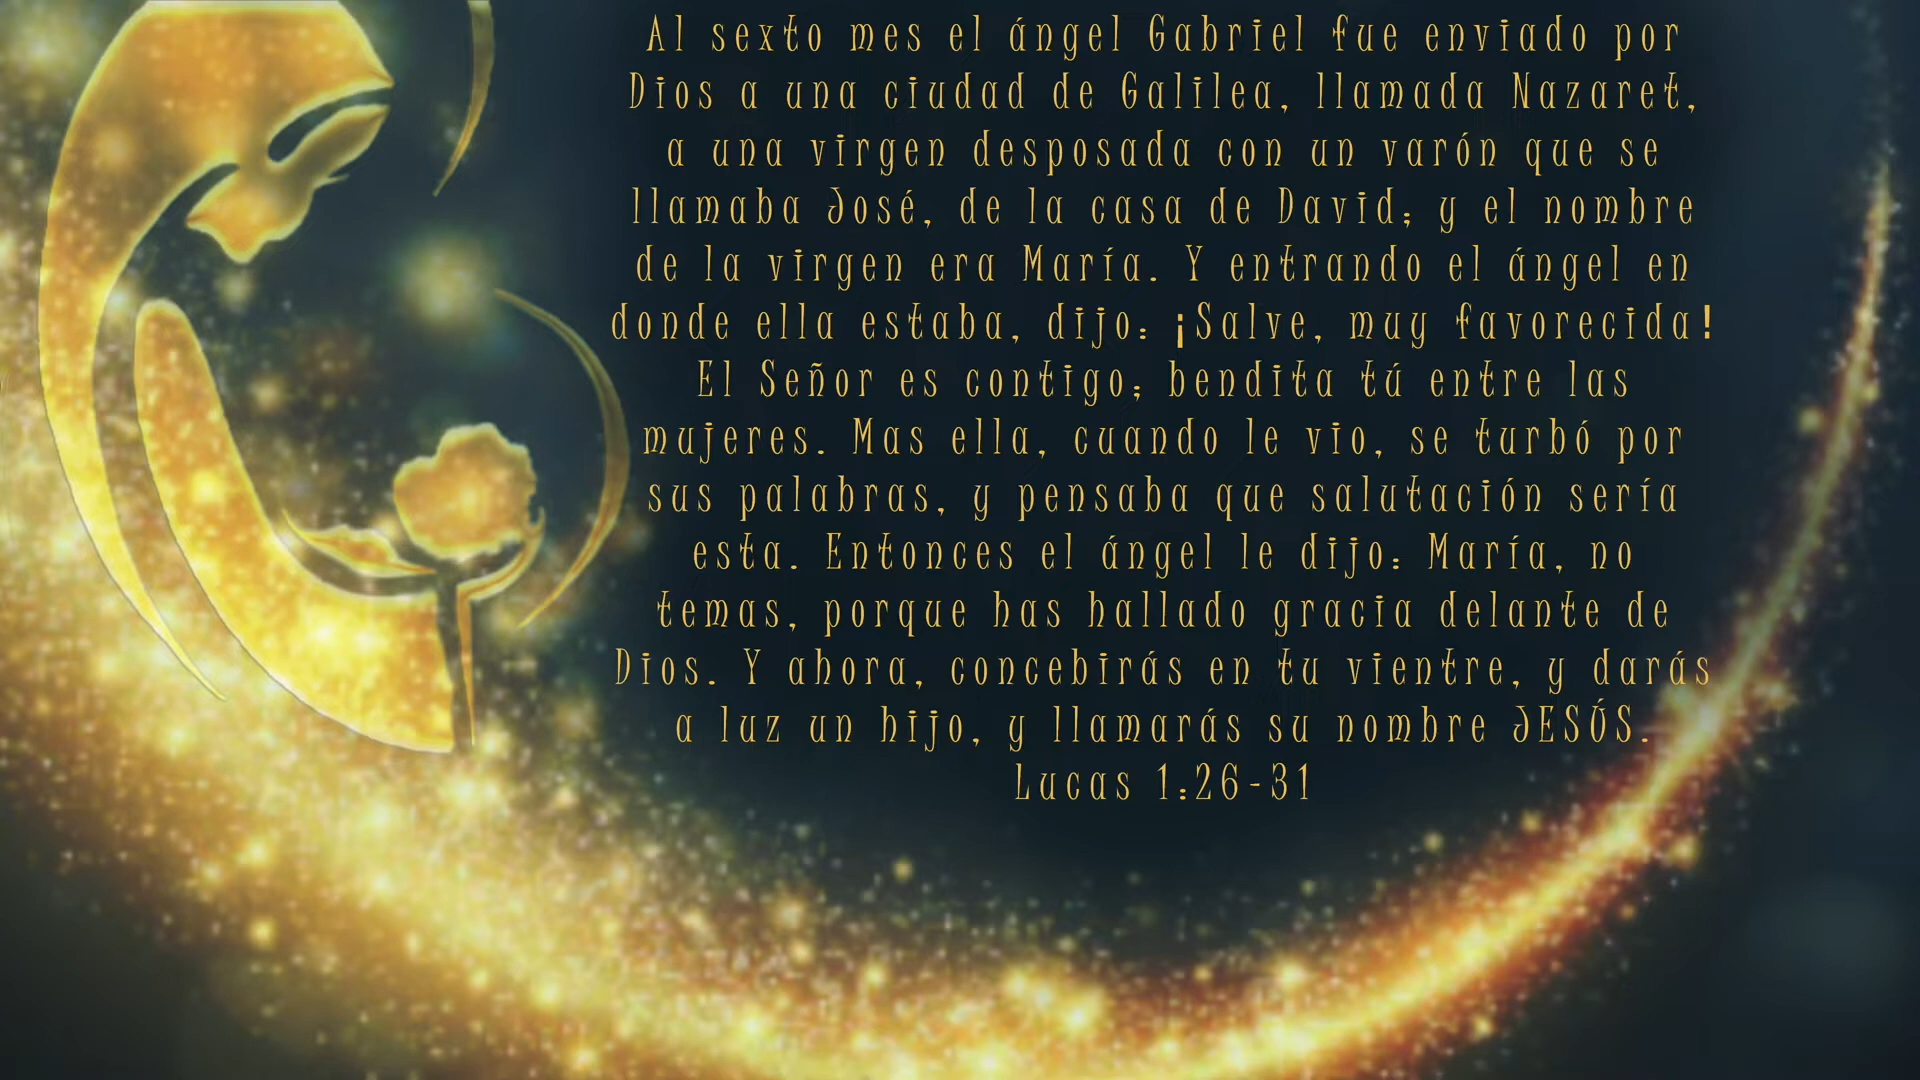 Al sexto mes el ángel Gabriel fue enviado por
Dios a una ciudad de Galilea, llamada Nazaret,
a una virgen desposada con un varón que se
llamaba José, de la casa de David; y el nombre
de la virgen era María. Y entrando el ángel en
donde ella estaba, dijo: ¡Salve, muy favorecida!
El Señor es contigo; bendita tú entre las
mujeres. Mas ella, cuando le vio, se turbó por
sus palabras, y pensaba que salutación sería
esta. Entonces el ángel le dijo: María, no
temas, porque has hallado gracia delante de
Dios. Y ahora, concebirás en tu vientre, y darás
a luz un hijo, y llamarás su nombre JESÚS.
Lucas 1:26-31